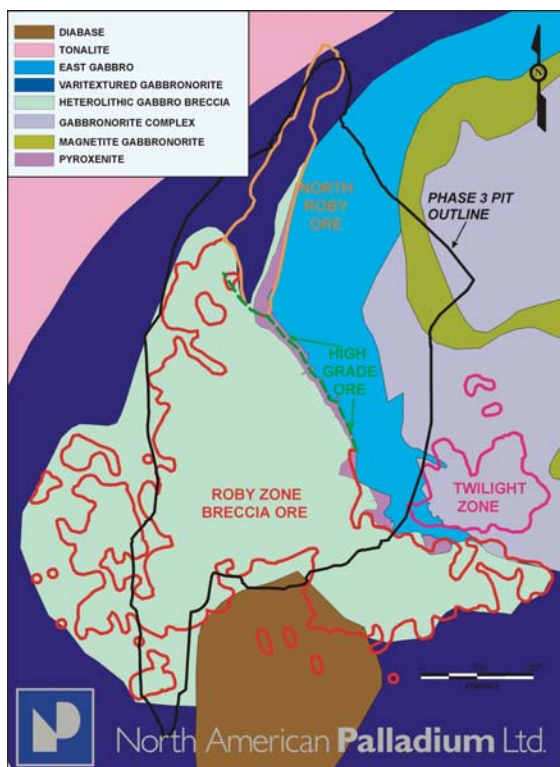 DIABASE
TONALITE
EAST GABBRO
VARITEXTURED GABBRONORITE
HETEROLITHIC GABBRO BRECCIA
GABBRONORITE COMPLEX
MAGNETITE GABBRONORITE
PYROXENITE
N
NORTH
ROBY
ORE
PHASE 3 PIT
OUTLINE
HIGH
GRADE
ORE
ROBY ZONE
BRECCIA ORE
TWILIGHT
ZONE
0
North American Palladium Ltd.